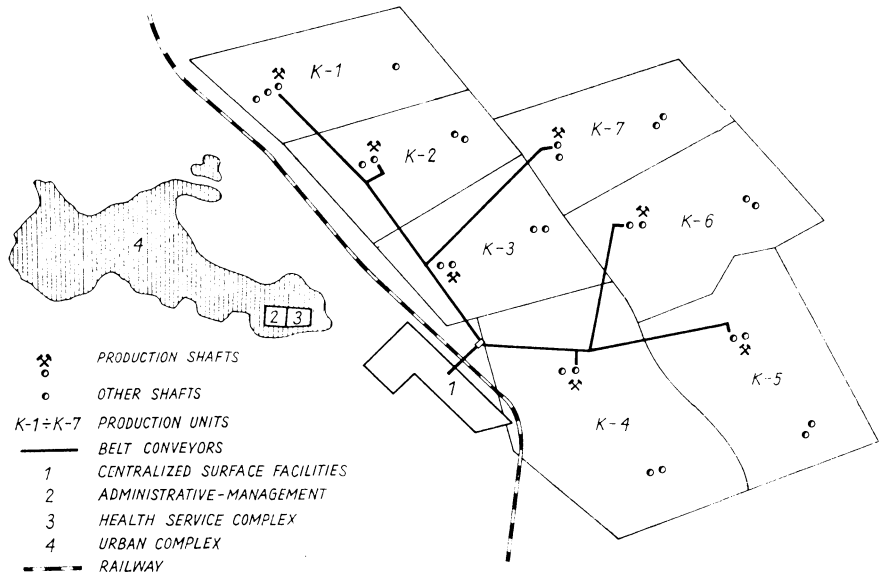 K-1
K-7
K-2
K-6
K-3
4
2 3
1
K-5
K-4
PRODUCTION SHAFTS
OTHER SHAFTS
K-1÷K-7 PRODUCTION UNITS
BELT CONVEYORS
1 CENTRALIZED SURFACE FACILITIES
2 ADMINISTRATIVE-MANAGEMENT
3 HEALTH SERVICE COMPLEX
4 URBAN COMPLEX
RAILWAY